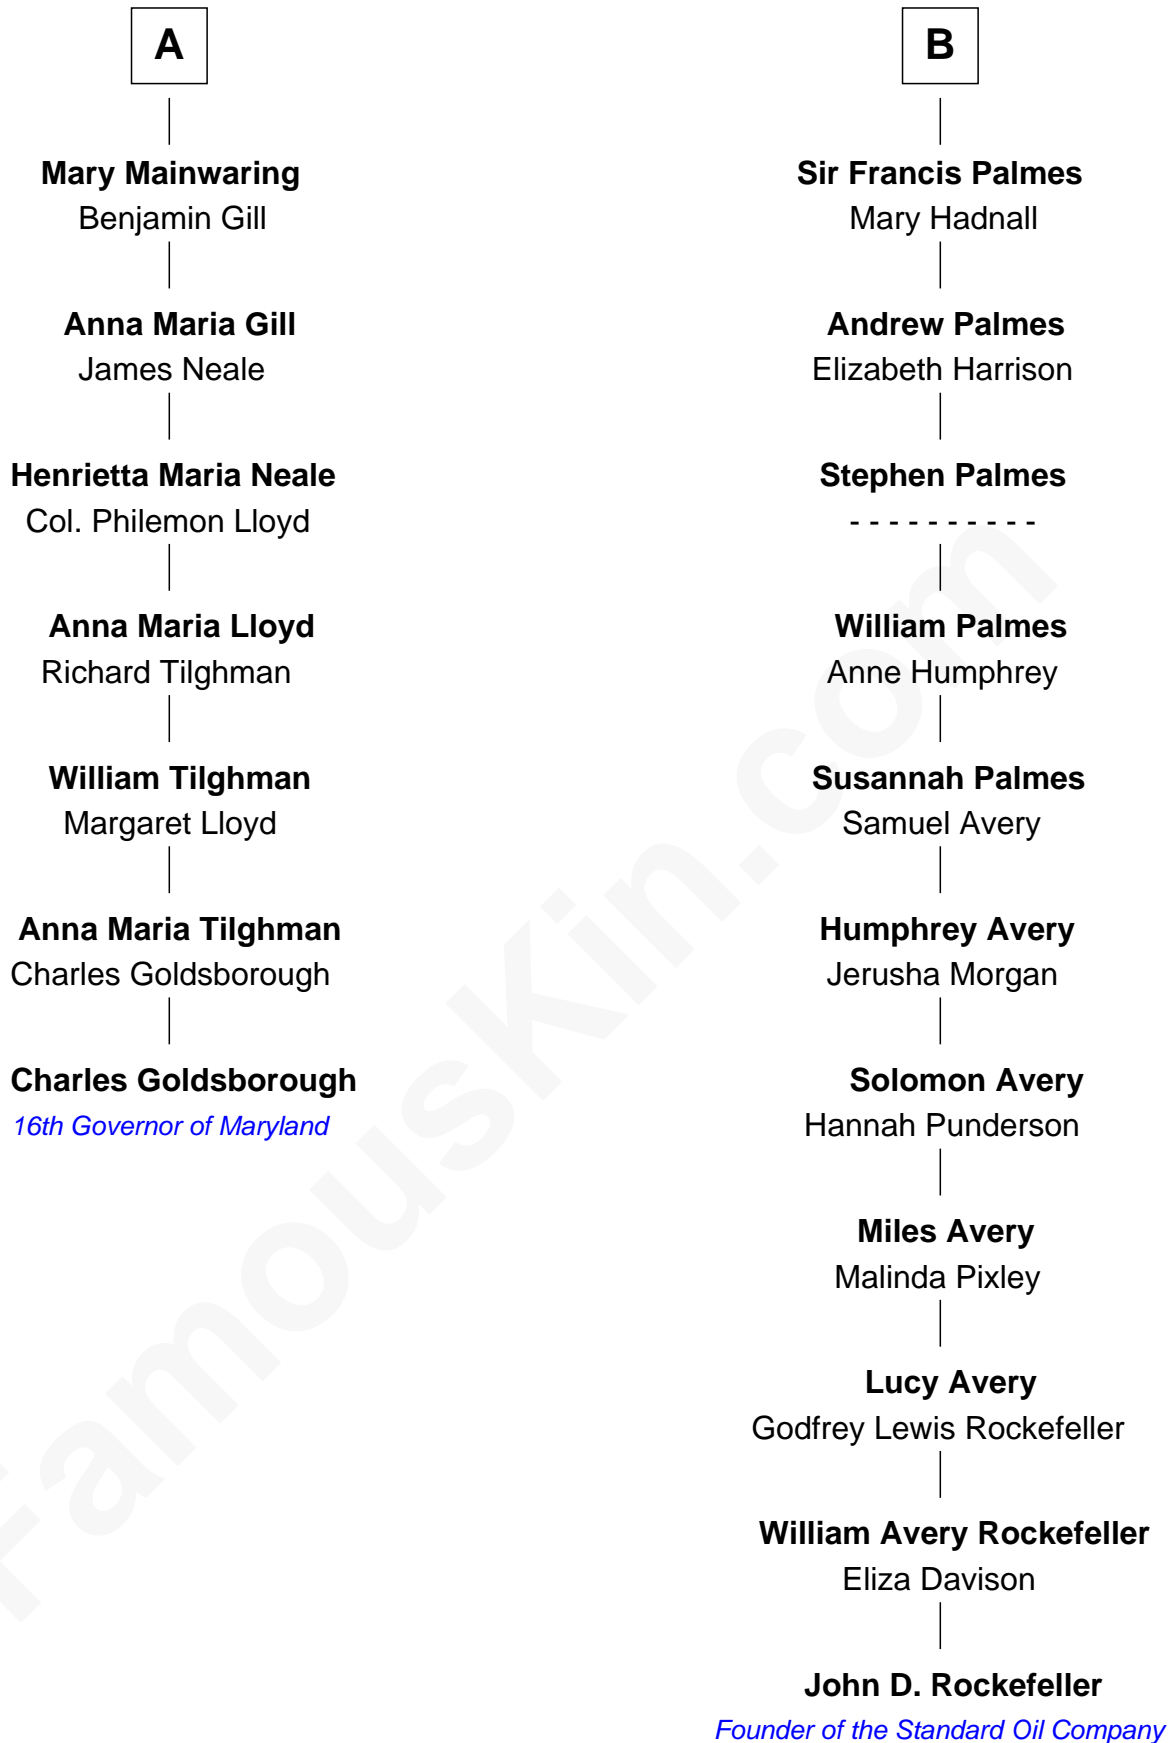 A
Mary Mainwaring
Benjamin Gill
Anna Maria Gill
James Neale
Henrietta Maria Neale
Col. Philemon Lloyd
Anna Maria Lloyd
Richard Tilghman
William Tilghman
Margaret Lloyd
Anna Maria Tilghman
Charles Goldsborough
Charles Goldsborough
16th Governor of Maryland
B
Sir Francis Palmes
Mary Hadnall
Andrew Palmes
Elizabeth Harrison
Stephen Palmes
- - - - - - - - - -
William Palmes
Anne Humphrey
Susannah Palmes
Samuel Avery
Humphrey Avery
Jerusha Morgan
Solomon Avery
Hannah Punderson
Miles Avery
Malinda Pixley
Lucy Avery
Godfrey Lewis Rockefeller
William Avery Rockefeller
Eliza Davison
John D. Rockefeller
Founder of the Standard Oil Company
FamousKin.com